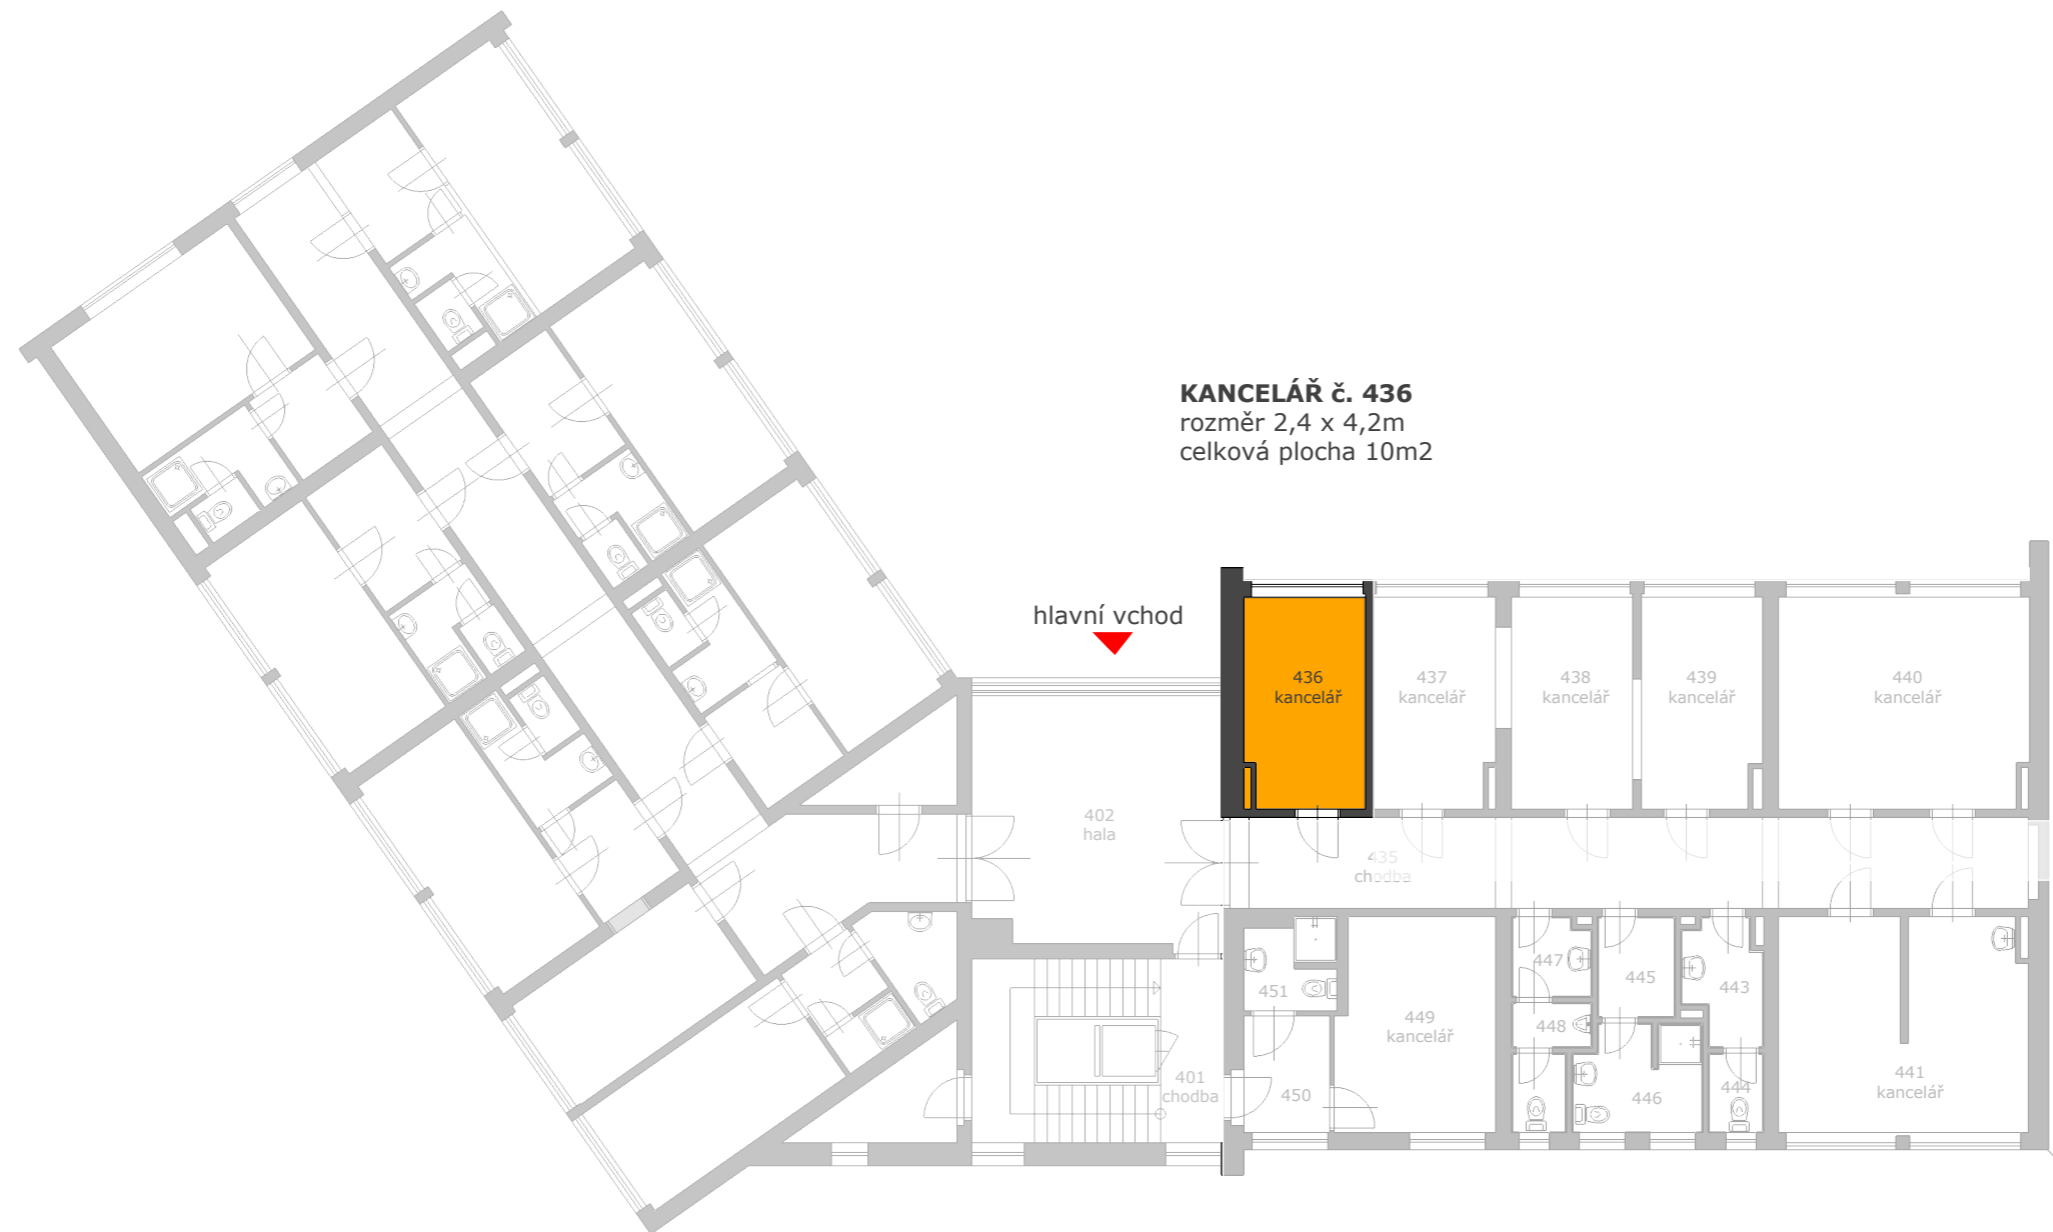 KANCELÁŘ č. 436
rozměr 2,4 x 4,2m
celková plocha 10m2
hlavní vchod
436
kancelář
437
kancelář
438
kancelář
439
kancelář
440
kancelář
402
hala
435
chodba
447
445
443
451
449
kancelář
448
401
chodba
450
446
444
441
kancelář